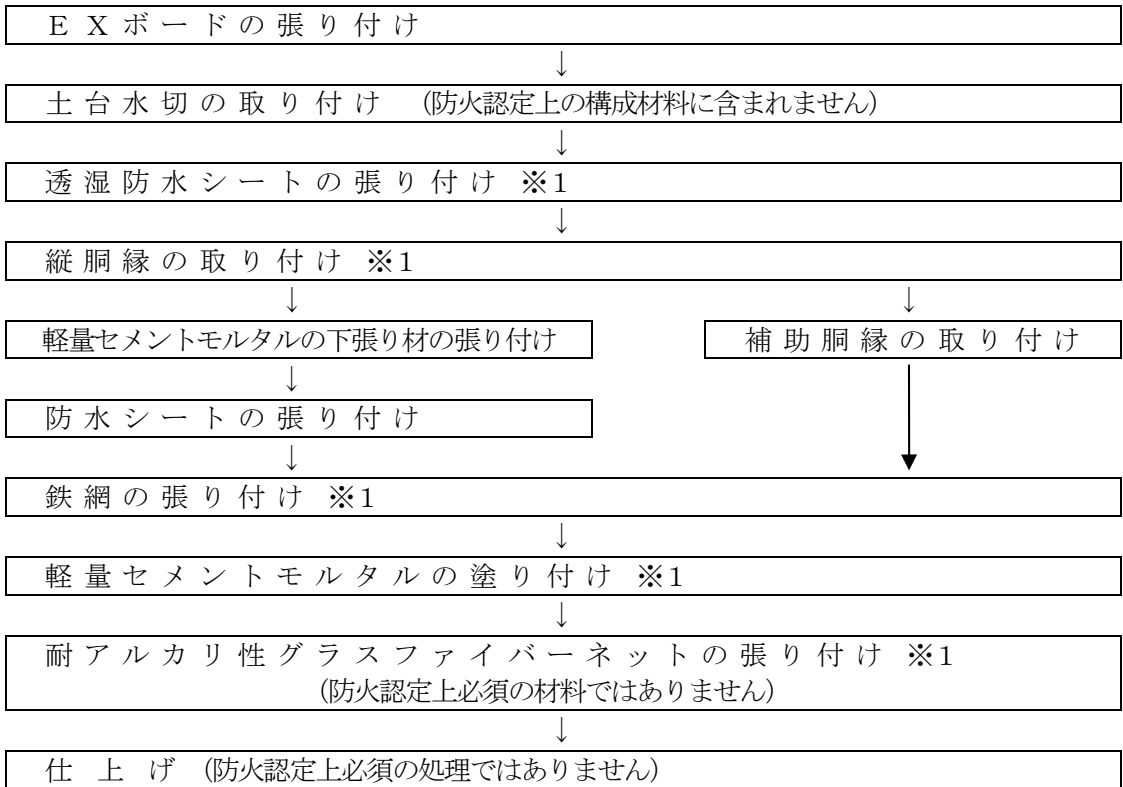 ＥＸボードの張り付け
↓
土台水切の取り付け (防火認定上の構成材料に含まれません)
↓
透湿防水シートの張り付け ※1
↓
縦胴縁の取り付け ※1
↓ ↓
軽量セメントモルタルの下張り材の張り付け 補助胴縁の取り付け
↓
防水シートの張り付け
↓
鉄網の張り付け ※1
↓
軽量セメントモルタルの塗り付け ※1
↓
耐アルカリ性グラスファイバーネットの張り付け ※1
(防火認定上必須の材料ではありません)
↓
仕上げ (防火認定上必須の処理ではありません)